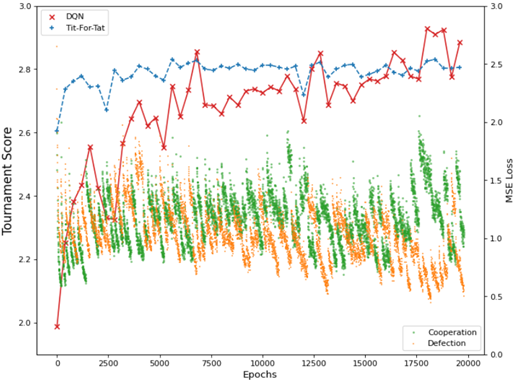 DQN
Tit-For-Tat
3.0
2.8
2.6
2.4
2.2
2.0
Tournament Score
3.0
2.5
2.0
1.5
1.0
0.5
0.0
MSE Loss
Cooperation
Defection
0 2500 5000 7500 10000 12500 15000 17500 20000
Epochs